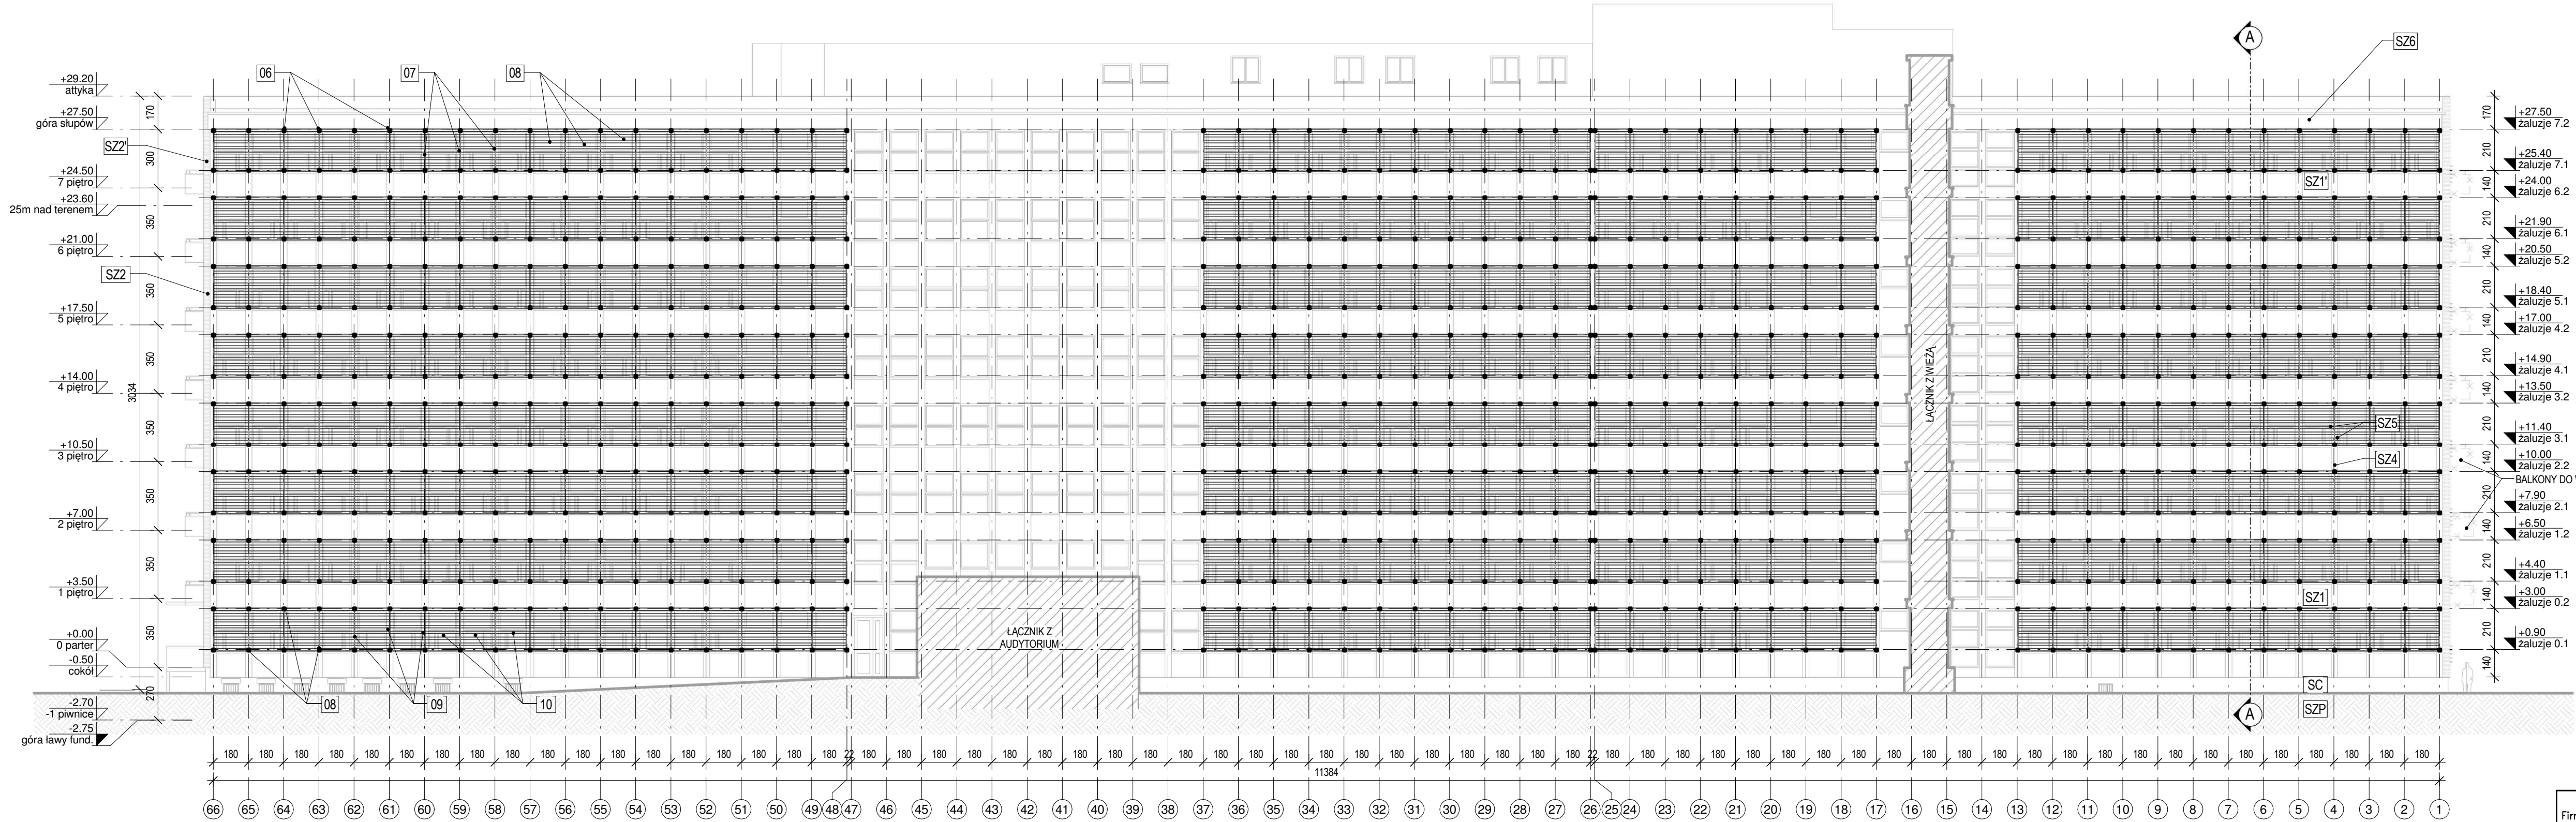 06
07
08
A
SZ6
+29.20
attyka
+27.50
góra słupów
SZ2'
+24.50
7 piętro
+23.60
25m nad terenem
+21.00
6 piętro
SZ2
+17.50
5 piętro
+14.00
4 piętro
+10.50
3 piętro
+7.00
2 piętro
+3.50
1 piętro
+0.00
0 parter
-0.50
cokół
-2.70
-1 piwnice
-2.75
góra ławy fund.
3034
170
300
350
350
350
350
350
350
350
270
ŁĄCZNIK Z
AUDYTORIUM
ŁĄCZNIK Z WIEŻĄ
SZ1'
SZ5
SZ4
SZ1
SC
SZP
A
170
210
140
210
140
210
140
210
140
210
140
210
140
210
140
210
140
+27.50
żaluzje 7.2
+25.40
żaluzje 7.1
+24.00
żaluzje 6.2
+21.90
żaluzje 6.1
+20.50
żaluzje 5.2
+18.40
żaluzje 5.1
+17.00
żaluzje 4.2
+14.90
żaluzje 4.1
+13.50
żaluzje 3.2
+11.40
żaluzje 3.1
+10.00
żaluzje 2.2
BALKONY DO
+7.90
żaluzje 2.1
+6.50
żaluzje 1.2
+4.40
żaluzje 1.1
+3.00
żaluzje 0.2
+0.90
żaluzje 0.1
08
09
10
180 180 180 180 180 180 180 180 180 180 180 180 180 180 180 180 180 180 22 180 180 180 180 180 180 180 180 180 180 180 180 180 180 180 180 180 180 180 180 180 22 180 180 180 180 180 180 180 180 180 180 180 180 180 180 180 180 180 180 180 180 180 180 180 180
11384
66 65 64 63 62 61 60 59 58 57 56 55 54 53 52 51 50 49 48 47 46 45 44 43 42 41 40 39 38 37 36 35 34 33 32 31 30 29 28 27 26 25 24 23 22 21 20 19 18 17 16 15 14 13 12 11 10 9 8 7 6 5 4 3 2 1